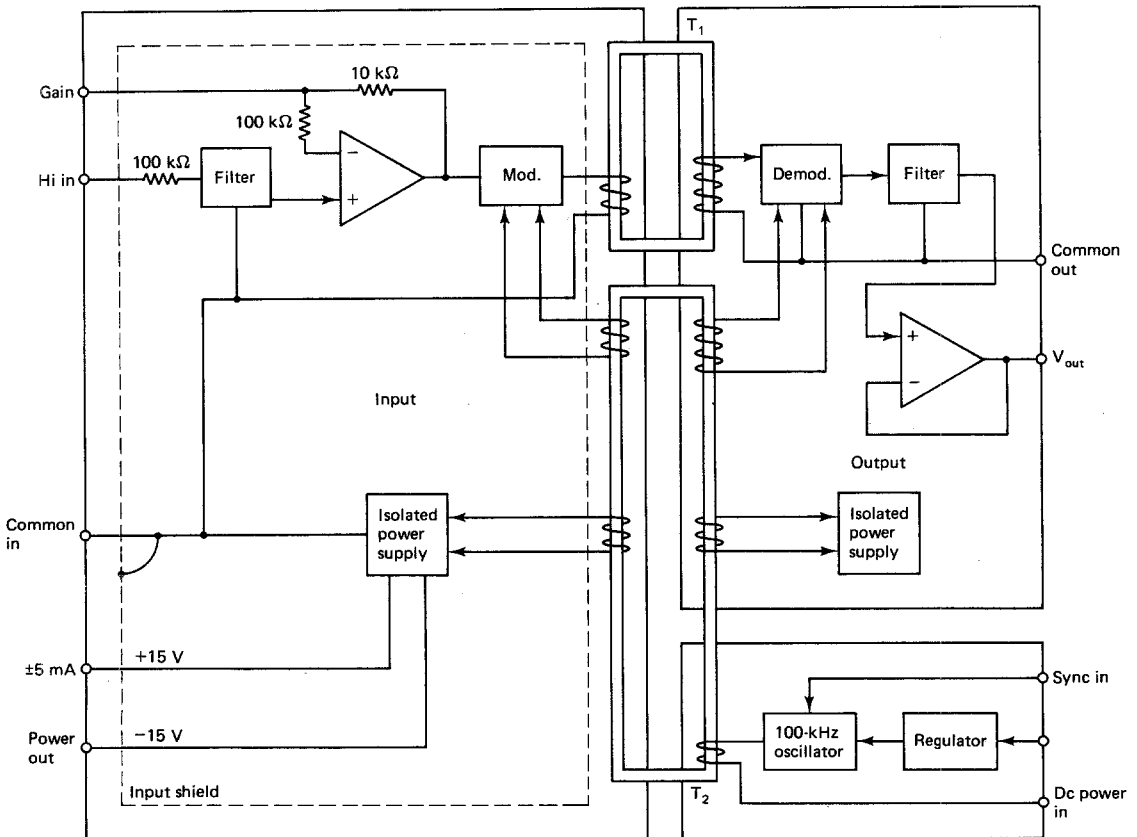 T1
10 kΩ
Gain
100 kΩ
100 kΩ
Hi in
Filter
−
+
Mod.
Demod.
Filter
Common
out
+
−
Vout
Input
Output
Common
in
Isolated
power
supply
Isolated
power
supply
±5 mA
+15 V
Sync in
Power
out
−15 V
100-kHz
oscillator
Regulator
Input shield
T2
Dc power
in